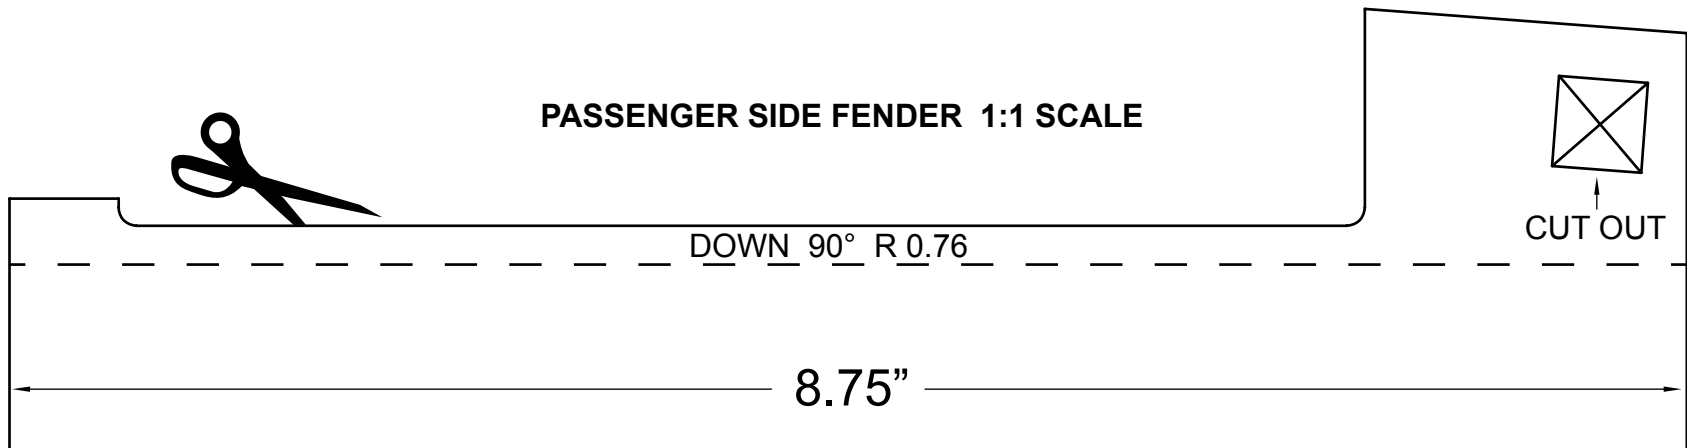 PASSENGER SIDE FENDER  1:1 SCALE
CUT OUT
DOWN  90°  R 0.76
8.75”